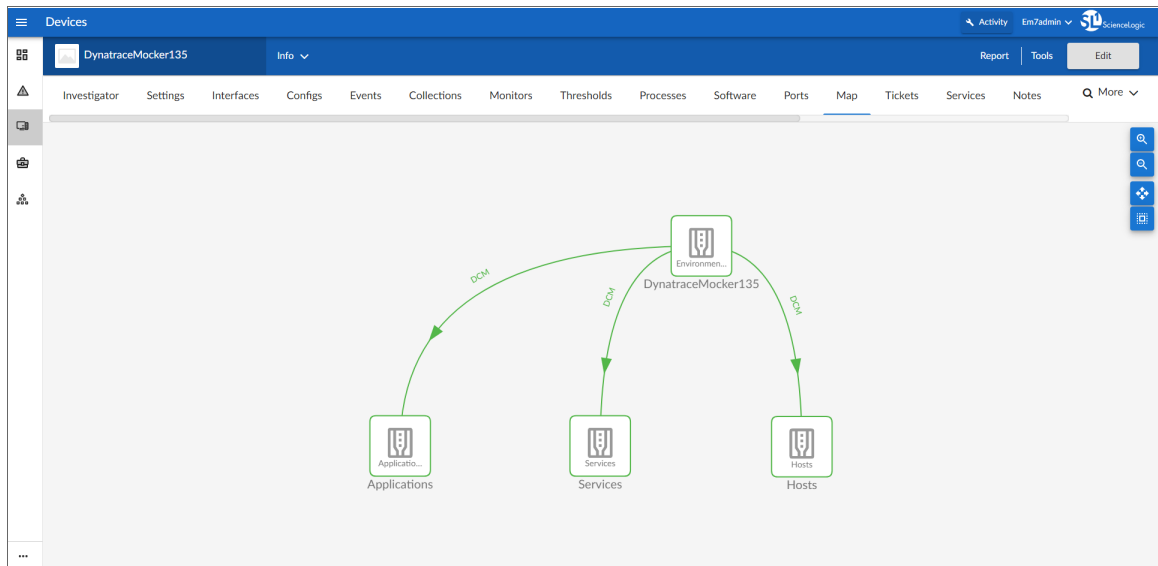 Devices
Activity
Em7admin
SL1 ScienceLogic
DynatraceMocker135
Info
Report
Tools
Edit
Investigator Settings Interfaces Configs Events Collections Monitors Thresholds Processes Software Ports Map Tickets Services Notes More
Environmen...
DynatraceMocker135
DCM
DCM
DCM
Applicatio...
Applications
Services
Services
Hosts
Hosts
...